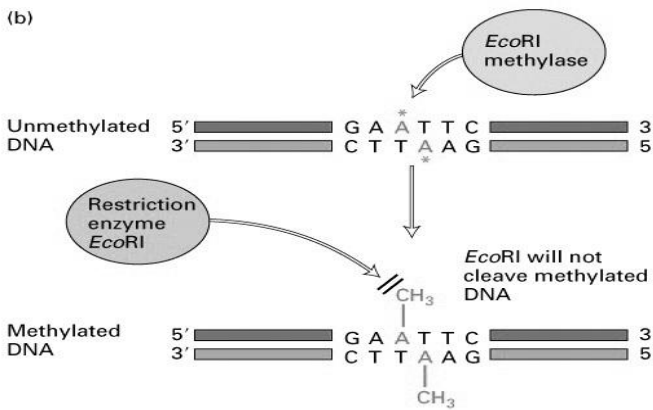 (b)
EcoRI
methylase
Unmethylated
DNA
5′ G A A T T C 3
3′ C T T A A G 5
* *
Restriction
enzyme
EcoRI
EcoRI will not
cleave methylated
DNA
CH3
Methylated
DNA
5′ G A A T T C 3
3′ C T T A A G 5
CH3